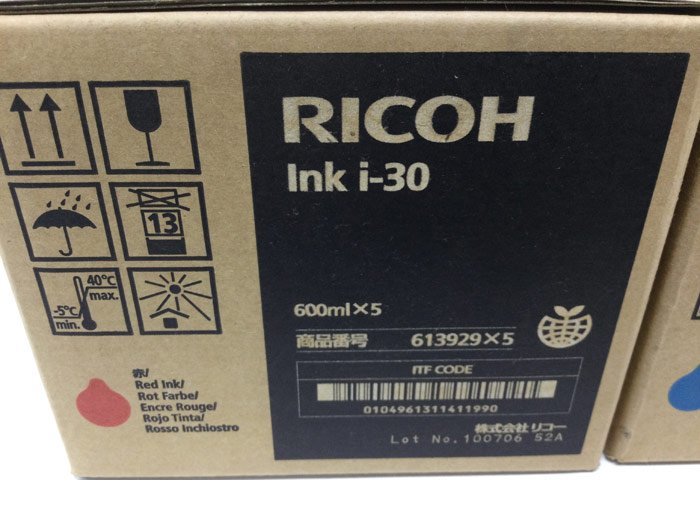 RICOH
Ink i-30
13
40°C
max.
-5°C
min.
600ml×5
商品番号 613929×5
ITF CODE
0104961311411990
株式会社 リコー
Lot No.100706 52A
赤/
Red Ink/
Rot Farbe/
Encre Rouge/
Rojo Tinta/
Rosso Inchiostro